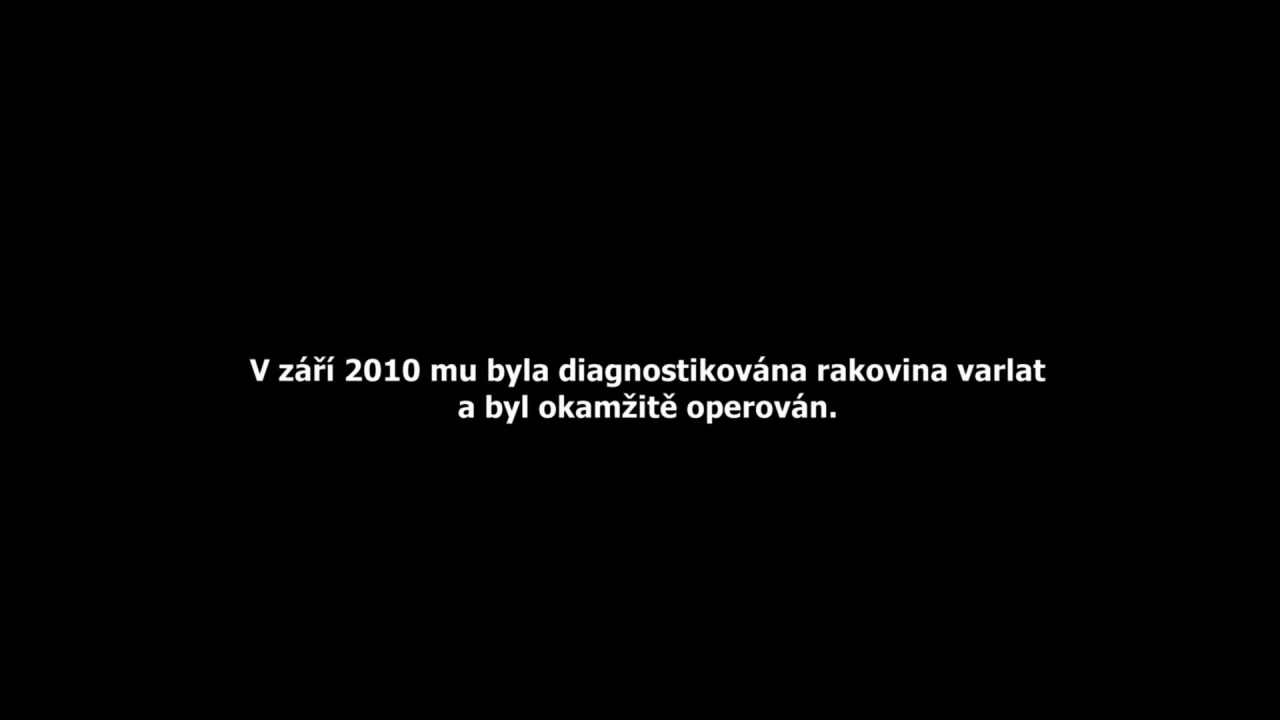 V září 2010 mu byla diagnostikována rakovina varlat
a byl okamžitě operován.